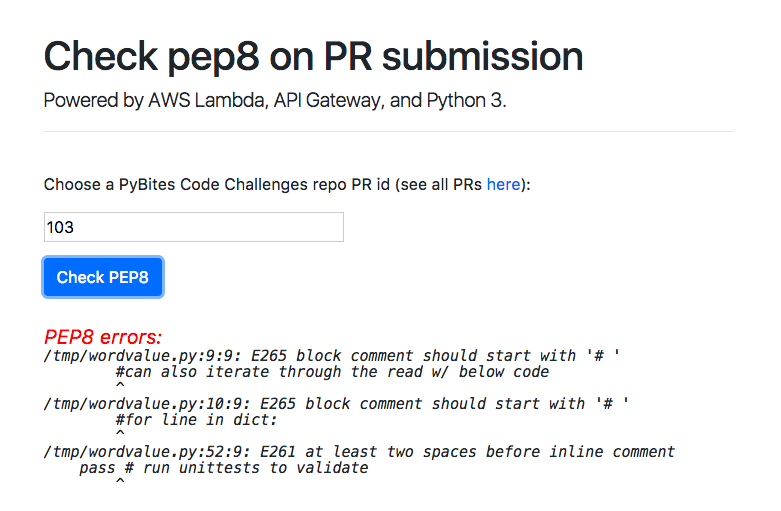 Check pep8 on PR submission
Powered by AWS Lambda, API Gateway, and Python 3.
Choose a PyBites Code Challenges repo PR id (see all PRs here):
103
Check PEP8
PEP8 errors:
/tmp/wordvalue.py:9:9: E265 block comment should start with '# '
        #can also iterate through the read w/ below code
        ^
/tmp/wordvalue.py:10:9: E265 block comment should start with '# '
        #for line in dict:
        ^
/tmp/wordvalue.py:52:9: E261 at least two spaces before inline comment
    pass # run unittests to validate
        ^